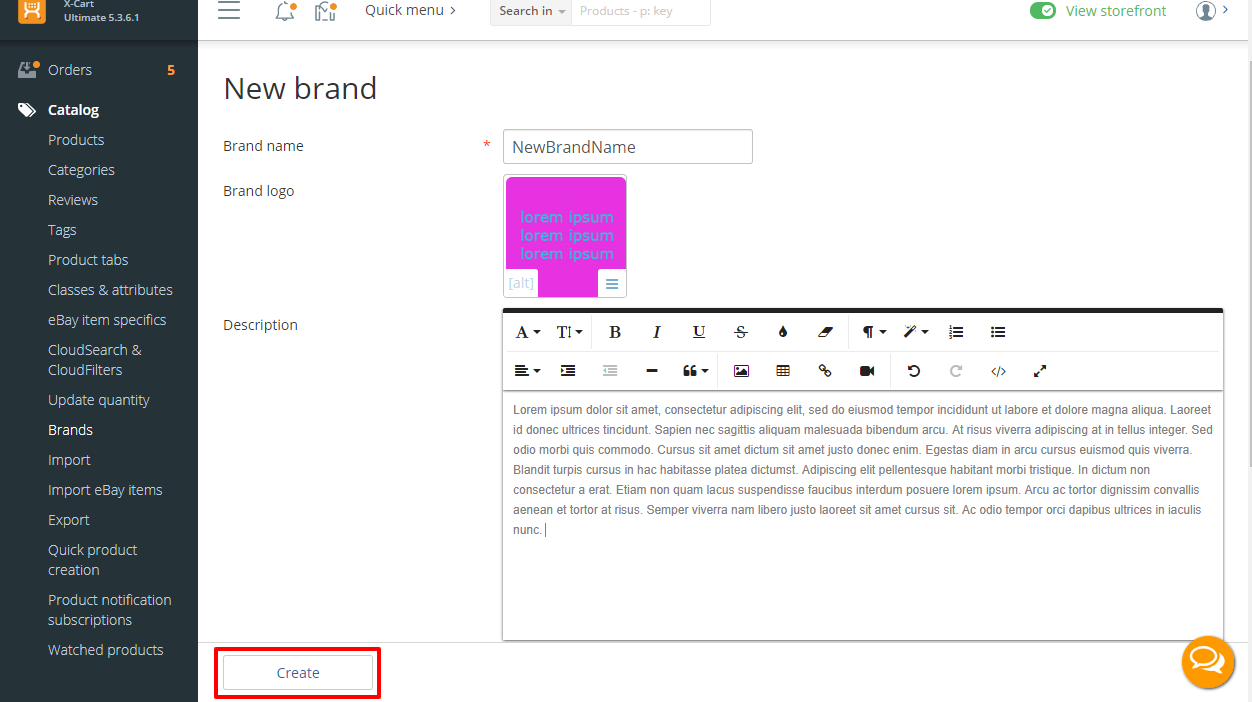 X-Cart
Ultimate 5.3.6.1
Quick menu
Search in
Products - p: key
View storefront
Orders
5
Catalog
Products
Categories
Reviews
Tags
Product tabs
Classes & attributes
eBay item specifics
CloudSearch &
CloudFilters
Update quantity
Brands
Import
Import eBay items
Export
Quick product
creation
Product notification
subscriptions
Watched products
New brand
Brand name
*
NewBrandName
Brand logo
lorem ipsum
lorem ipsum
lorem ipsum
[alt]
Description
Lorem ipsum dolor sit amet, consectetur adipiscing elit, sed do eiusmod tempor incididunt ut labore et dolore magna aliqua. Laoreet
id donec ultrices tincidunt. Sapien nec sagittis aliquam malesuada bibendum arcu. At risus viverra adipiscing at in tellus integer. Sed
odio morbi quis commodo. Cursus sit amet dictum sit amet justo donec enim. Egestas diam in arcu cursus euismod quis viverra.
Blandit turpis cursus in hac habitasse platea dictumst. Adipiscing elit pellentesque habitant morbi tristique. In dictum non
consectetur a erat. Etiam non quam lacus suspendisse faucibus interdum posuere lorem ipsum. Arcu ac tortor dignissim convallis
aenean et tortor at risus. Semper viverra nam libero justo laoreet sit amet cursus sit. Ac odio tempor orci dapibus ultrices in iaculis
nunc.
Create